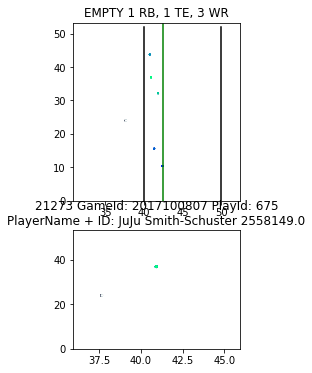 EMPTY 1 RB, 1 TE, 3 WR
50
40
30
20
10
0
35 40 45 50
21273 GameId: 2017100807 PlayId: 675
PlayerName + ID: JuJu Smith-Schuster 2558149.0
40
20
0
37.5 40.0 42.5 45.0